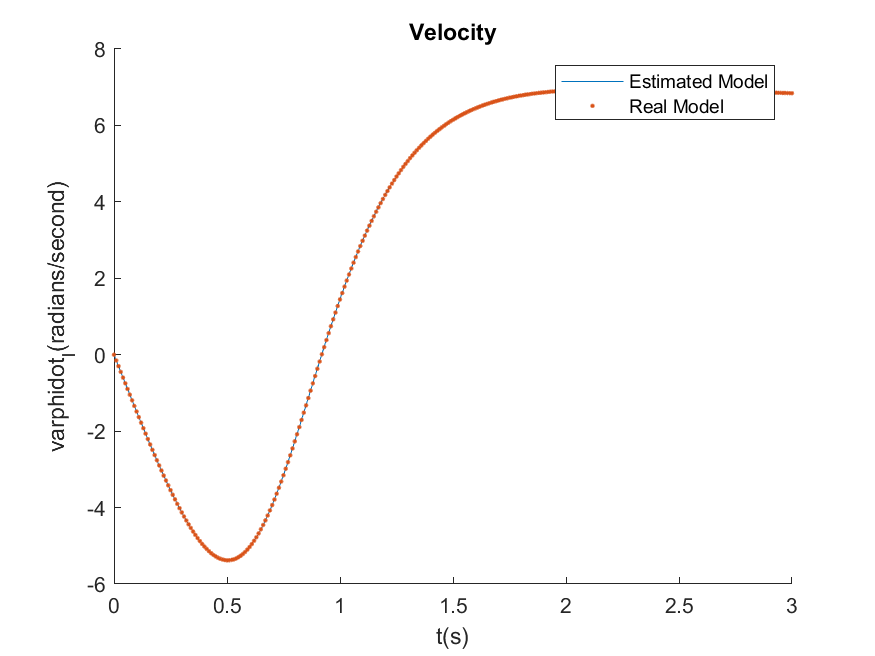 Velocity
8
6
4
2
0
-2
-4
-6
varphidot_l(radians/second)
Estimated Model
Real Model
0 0.5 1 1.5 2 2.5 3
t(s)